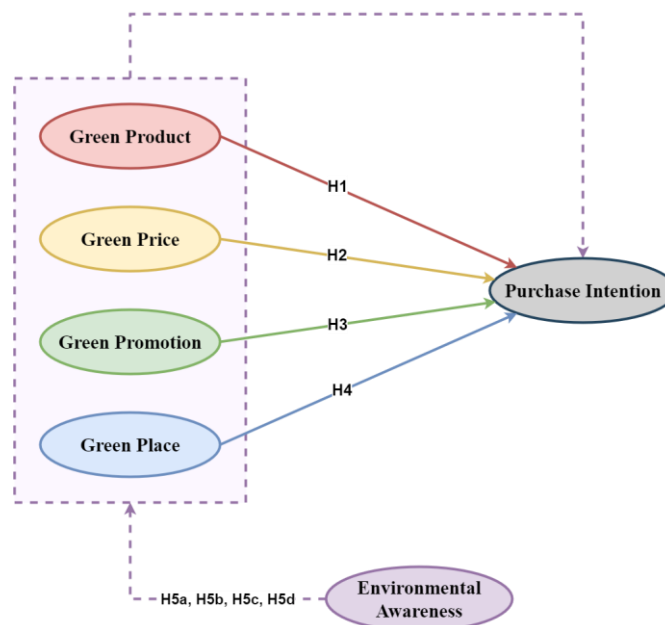 Green Product
H1
Green Price
H2
Purchase Intention
H3
Green Promotion
H4
Green Place
H5a, H5b, H5c, H5d
Environmental
Awareness